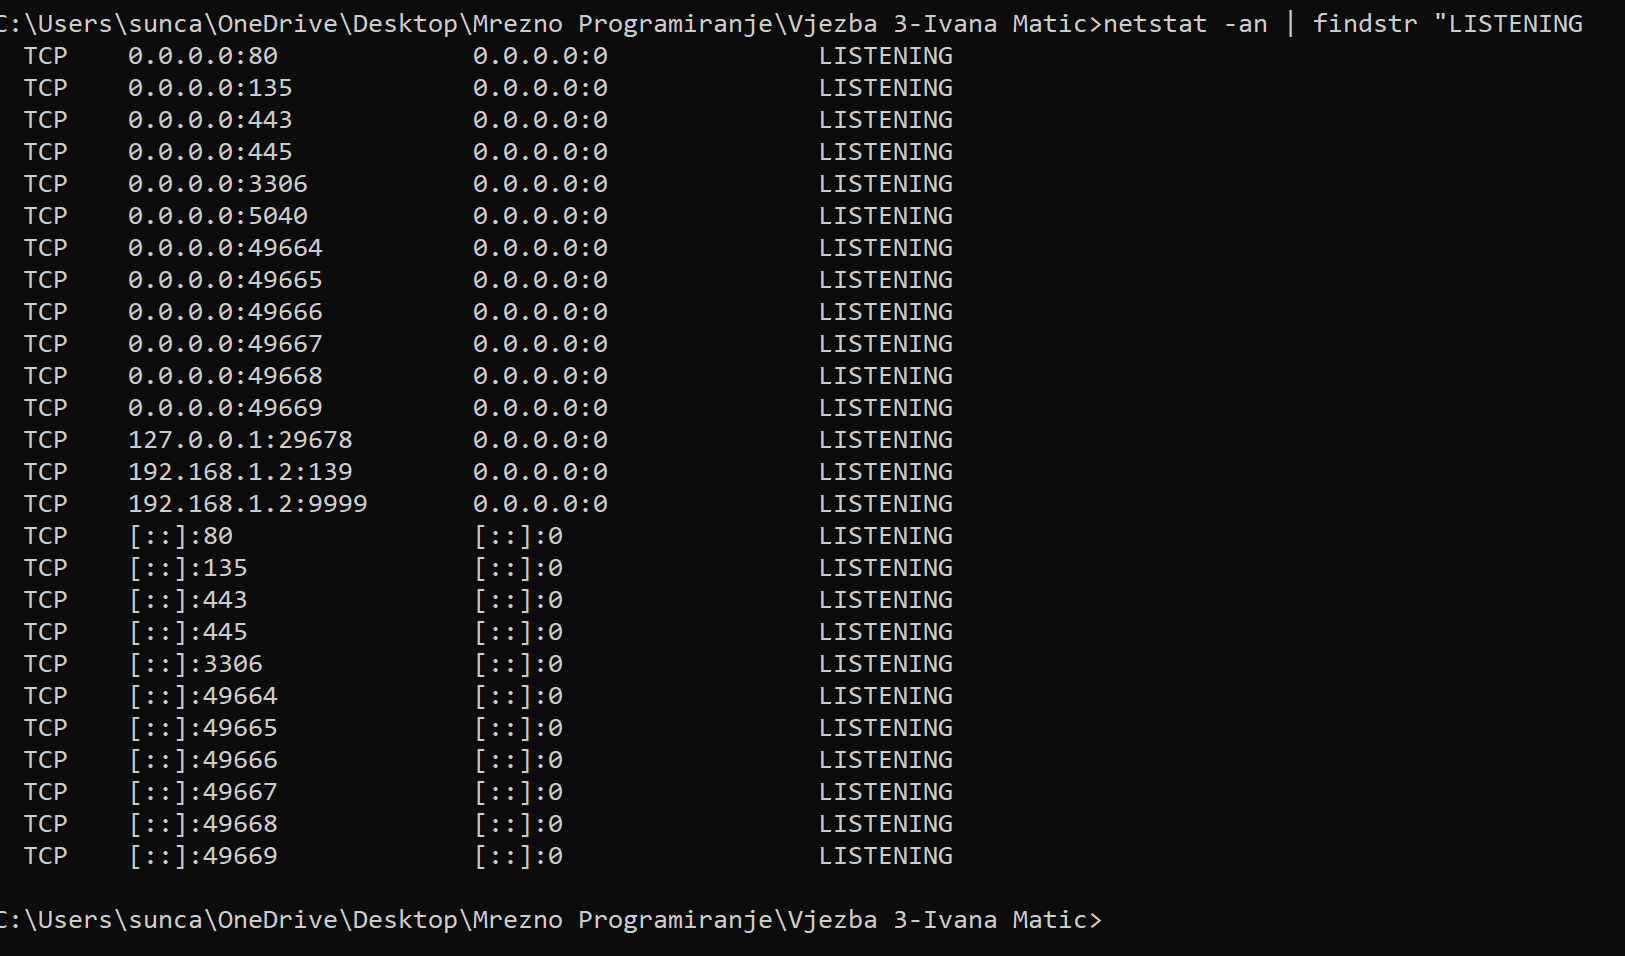 C:\Users\sunca\OneDrive\Desktop\Mrezno Programiranje\Vjezba 3-Ivana Matic>netstat -an | findstr "LISTENING
TCP 0.0.0.0:80 0.0.0.0:0 LISTENING
TCP 0.0.0.0:135 0.0.0.0:0 LISTENING
TCP 0.0.0.0:443 0.0.0.0:0 LISTENING
TCP 0.0.0.0:445 0.0.0.0:0 LISTENING
TCP 0.0.0.0:3306 0.0.0.0:0 LISTENING
TCP 0.0.0.0:5040 0.0.0.0:0 LISTENING
TCP 0.0.0.0:49664 0.0.0.0:0 LISTENING
TCP 0.0.0.0:49665 0.0.0.0:0 LISTENING
TCP 0.0.0.0:49666 0.0.0.0:0 LISTENING
TCP 0.0.0.0:49667 0.0.0.0:0 LISTENING
TCP 0.0.0.0:49668 0.0.0.0:0 LISTENING
TCP 0.0.0.0:49669 0.0.0.0:0 LISTENING
TCP 127.0.0.1:29678 0.0.0.0:0 LISTENING
TCP 192.168.1.2:139 0.0.0.0:0 LISTENING
TCP 192.168.1.2:9999 0.0.0.0:0 LISTENING
TCP [::]:80 [::]:0 LISTENING
TCP [::]:135 [::]:0 LISTENING
TCP [::]:443 [::]:0 LISTENING
TCP [::]:445 [::]:0 LISTENING
TCP [::]:3306 [::]:0 LISTENING
TCP [::]:49664 [::]:0 LISTENING
TCP [::]:49665 [::]:0 LISTENING
TCP [::]:49666 [::]:0 LISTENING
TCP [::]:49667 [::]:0 LISTENING
TCP [::]:49668 [::]:0 LISTENING
TCP [::]:49669 [::]:0 LISTENING
C:\Users\sunca\OneDrive\Desktop\Mrezno Programiranje\Vjezba 3-Ivana Matic>